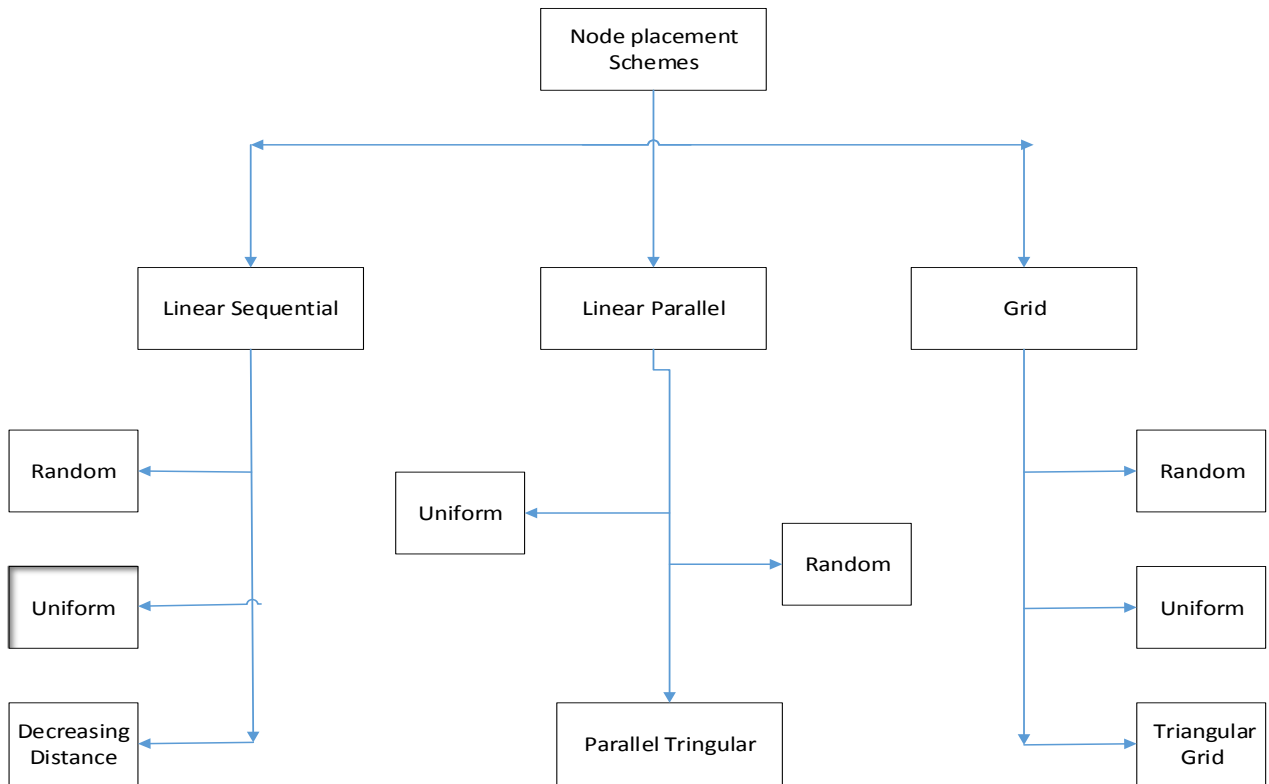 Node placement
Schemes
Linear Sequential
Linear Parallel
Grid
Random
Uniform
Decreasing
Distance
Uniform
Random
Parallel Tringular
Random
Uniform
Triangular
Grid